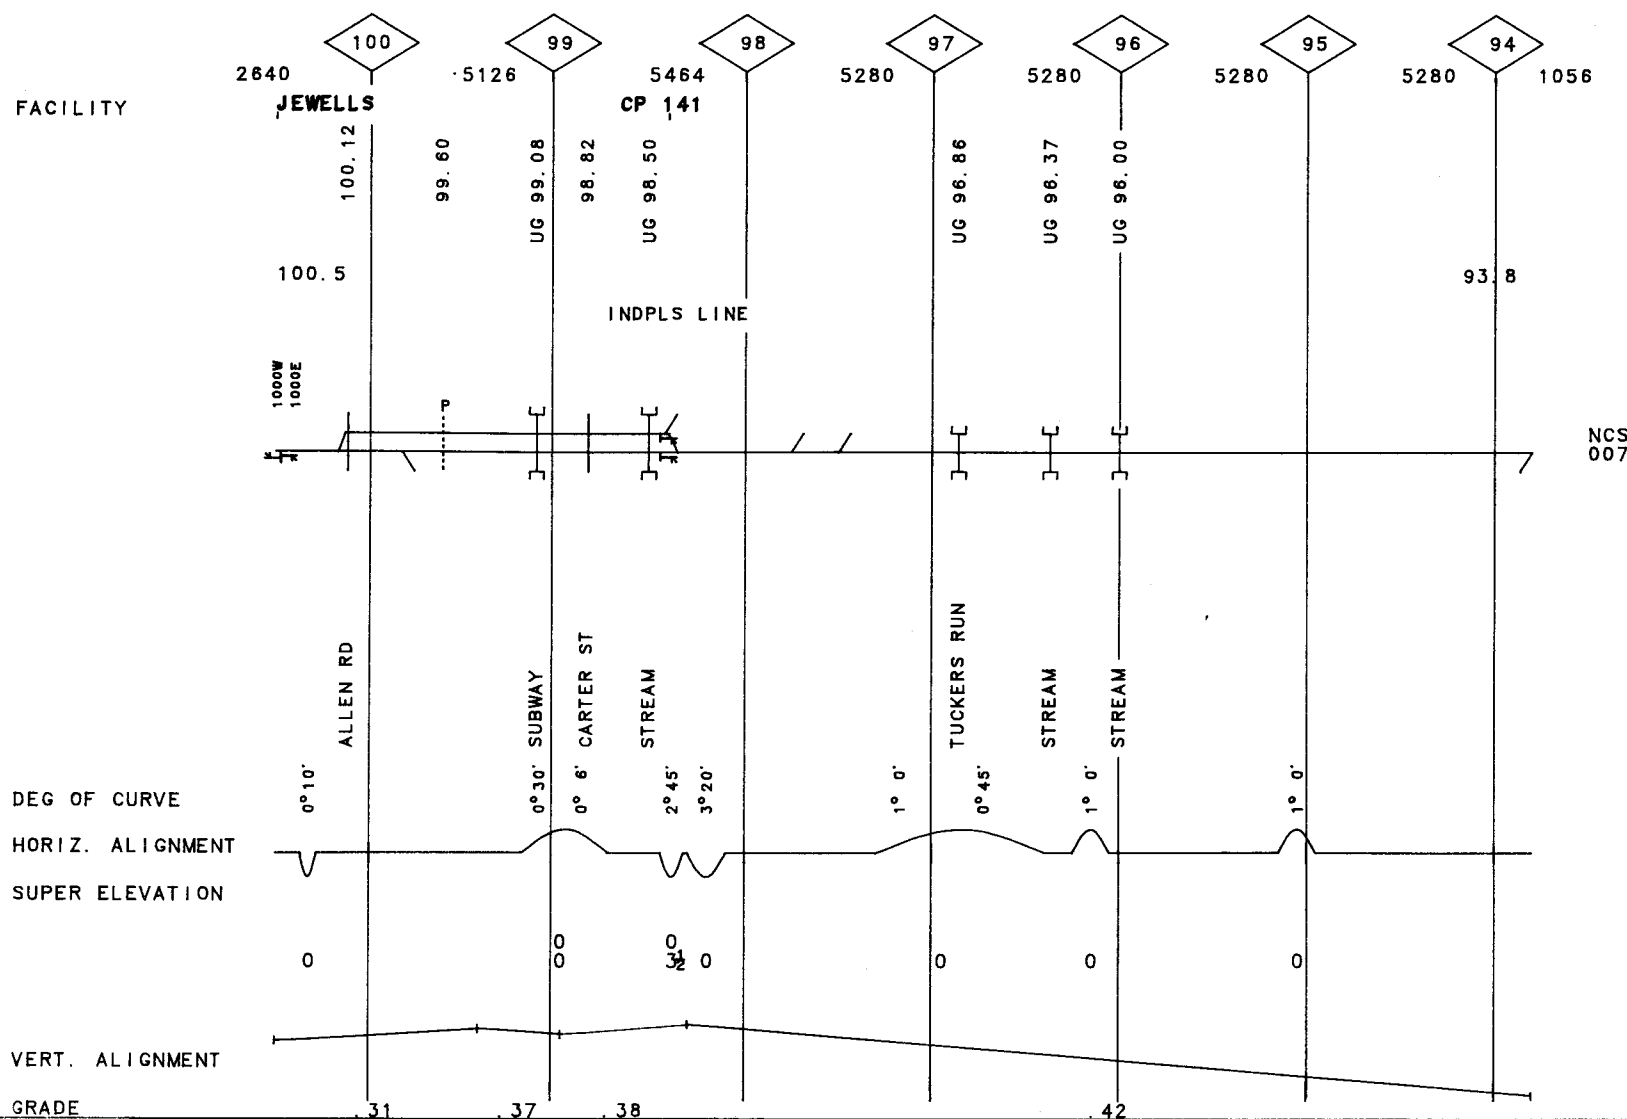 100 99 98 97 96 95 94
2640 5126 5464 5280 5280 5280 5280 1056
FACILITY JEWELLS CP 141
100.12 99.60 UG 99.08 98.82 UG 98.50 UG 96.86 UG 96.37 UG 96.00
100.5 93.8
INDPLS LINE
1000W
1000E
P
NCS
007
ALLEN RD SUBWAY CARTER ST STREAM TUCKERS RUN STREAM STREAM
DEG OF CURVE 0°10' 0°30' 0° 6' 2°45' 3°20' 1° 0' 0°45' 1° 0' 1° 0'
HORIZ. ALIGNMENT
SUPER ELEVATION
0 0
0 0 3½ 0 0 0 0
VERT. ALIGNMENT
GRADE .31 .37 .38 .42